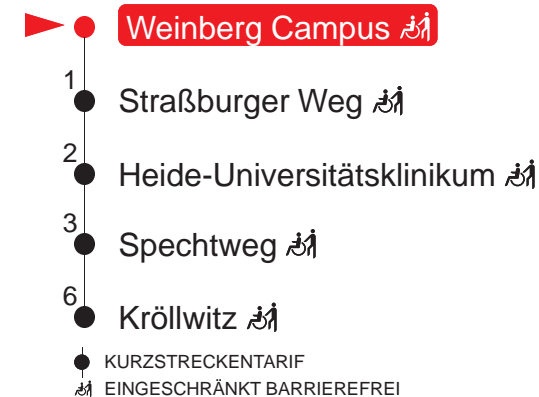 Weinberg Campus
1
Straßburger Weg
2
Heide-Universitätsklinikum
3
Spechtweg
6
Kröllwitz
KURZSTRECKENTARIF
EINGESCHRÄNKT BARRIEREFREI